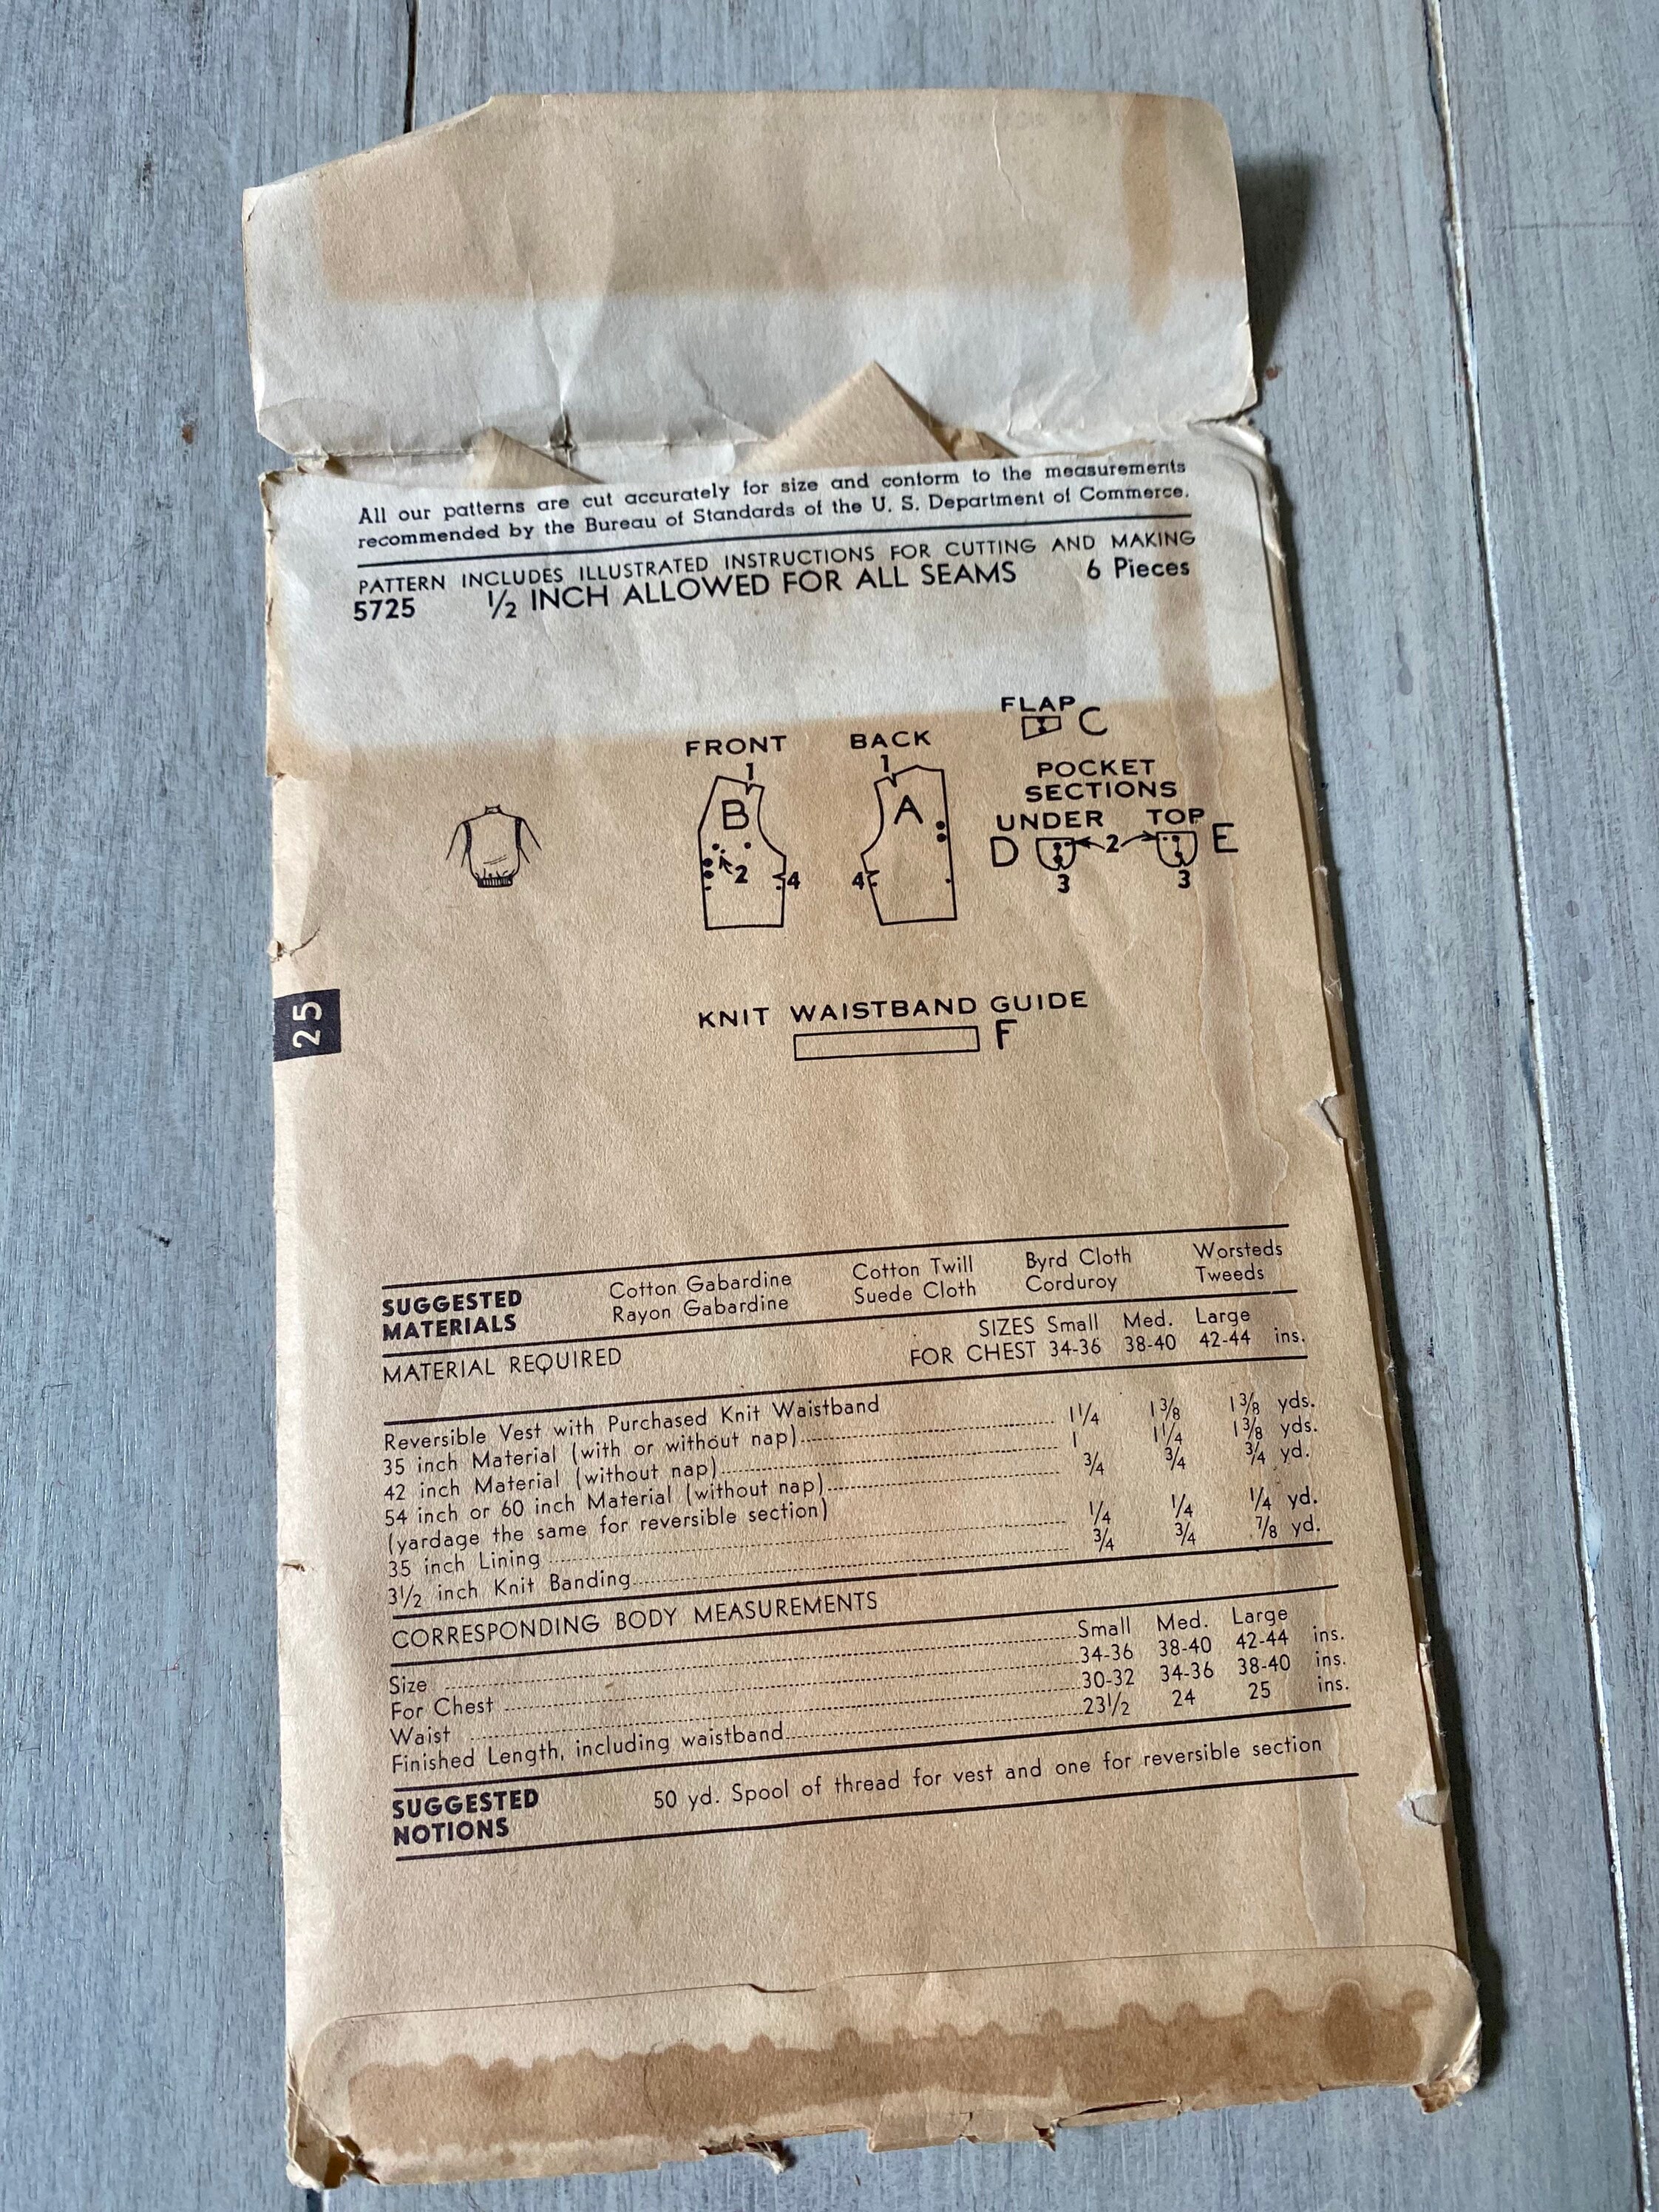 All our patterns are cut accurately for size and conform to the measurements
recommended by the Bureau of Standards of the U. S. Department of Commerce.
PATTERN INCLUDES ILLUSTRATED INSTRUCTIONS FOR CUTTING AND MAKING
5725 1/2 INCH ALLOWED FOR ALL SEAMS 6 Pieces
FLAP
C
FRONT
1
B
2
4
BACK
1
A
4
POCKET
SECTIONS
UNDER TOP
D 2 E
3 3
25
KNIT WAISTBAND GUIDE
F
SUGGESTED
MATERIALS
Cotton Gabardine Cotton Twill Byrd Cloth Worsteds
Rayon Gabardine Suede Cloth Corduroy Tweeds
MATERIAL REQUIRED
SIZES Small Med. Large
FOR CHEST 34-36 38-40 42-44 ins.
Reversible Vest with Purchased Knit Waistband
35 inch Material (with or without nap) 1 1/4 1 3/8 1 3/8 yds.
42 inch Material (without nap) 1 1 1/4 1 3/8 yds.
54 inch or 60 inch Material (without nap) 3/4 3/4 3/4 yd.
(yardage the same for reversible section)
35 inch Lining 1/4 1/4 1/4 yd.
3 1/2 inch Knit Banding 3/4 3/4 7/8 yd.
CORRESPONDING BODY MEASUREMENTS
Size Small Med. Large
For Chest 34-36 38-40 42-44 ins.
Waist 30-32 34-36 38-40 ins.
Finished Length, including waistband 23 1/2 24 25 ins.
SUGGESTED
NOTIONS
50 yd. Spool of thread for vest and one for reversible section